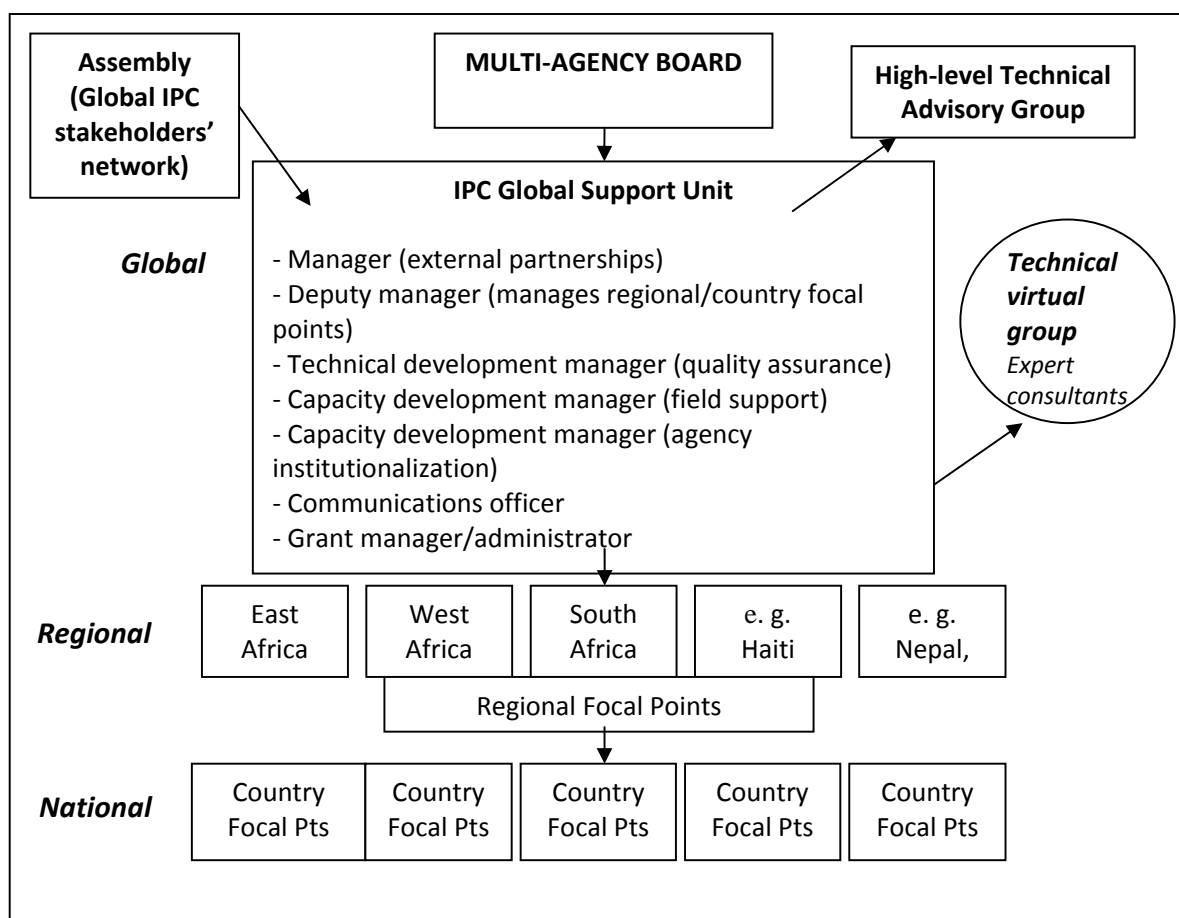 Assembly
(Global IPC
stakeholders’
network)
MULTI-AGENCY BOARD
High-level Technical
Advisory Group
IPC Global Support Unit
Global
- Manager (external partnerships)
- Deputy manager (manages regional/country focal
points)
- Technical development manager (quality assurance)
- Capacity development manager (field support)
- Capacity development manager (agency
institutionalization)
- Communications officer
- Grant manager/administrator
Technical
virtual
group
Expert
consultants
Regional
East
Africa
West
Africa
South
Africa
e. g.
Haiti
e. g.
Nepal,
Regional Focal Points
National
Country
Focal Pts
Country
Focal Pts
Country
Focal Pts
Country
Focal Pts
Country
Focal Pts